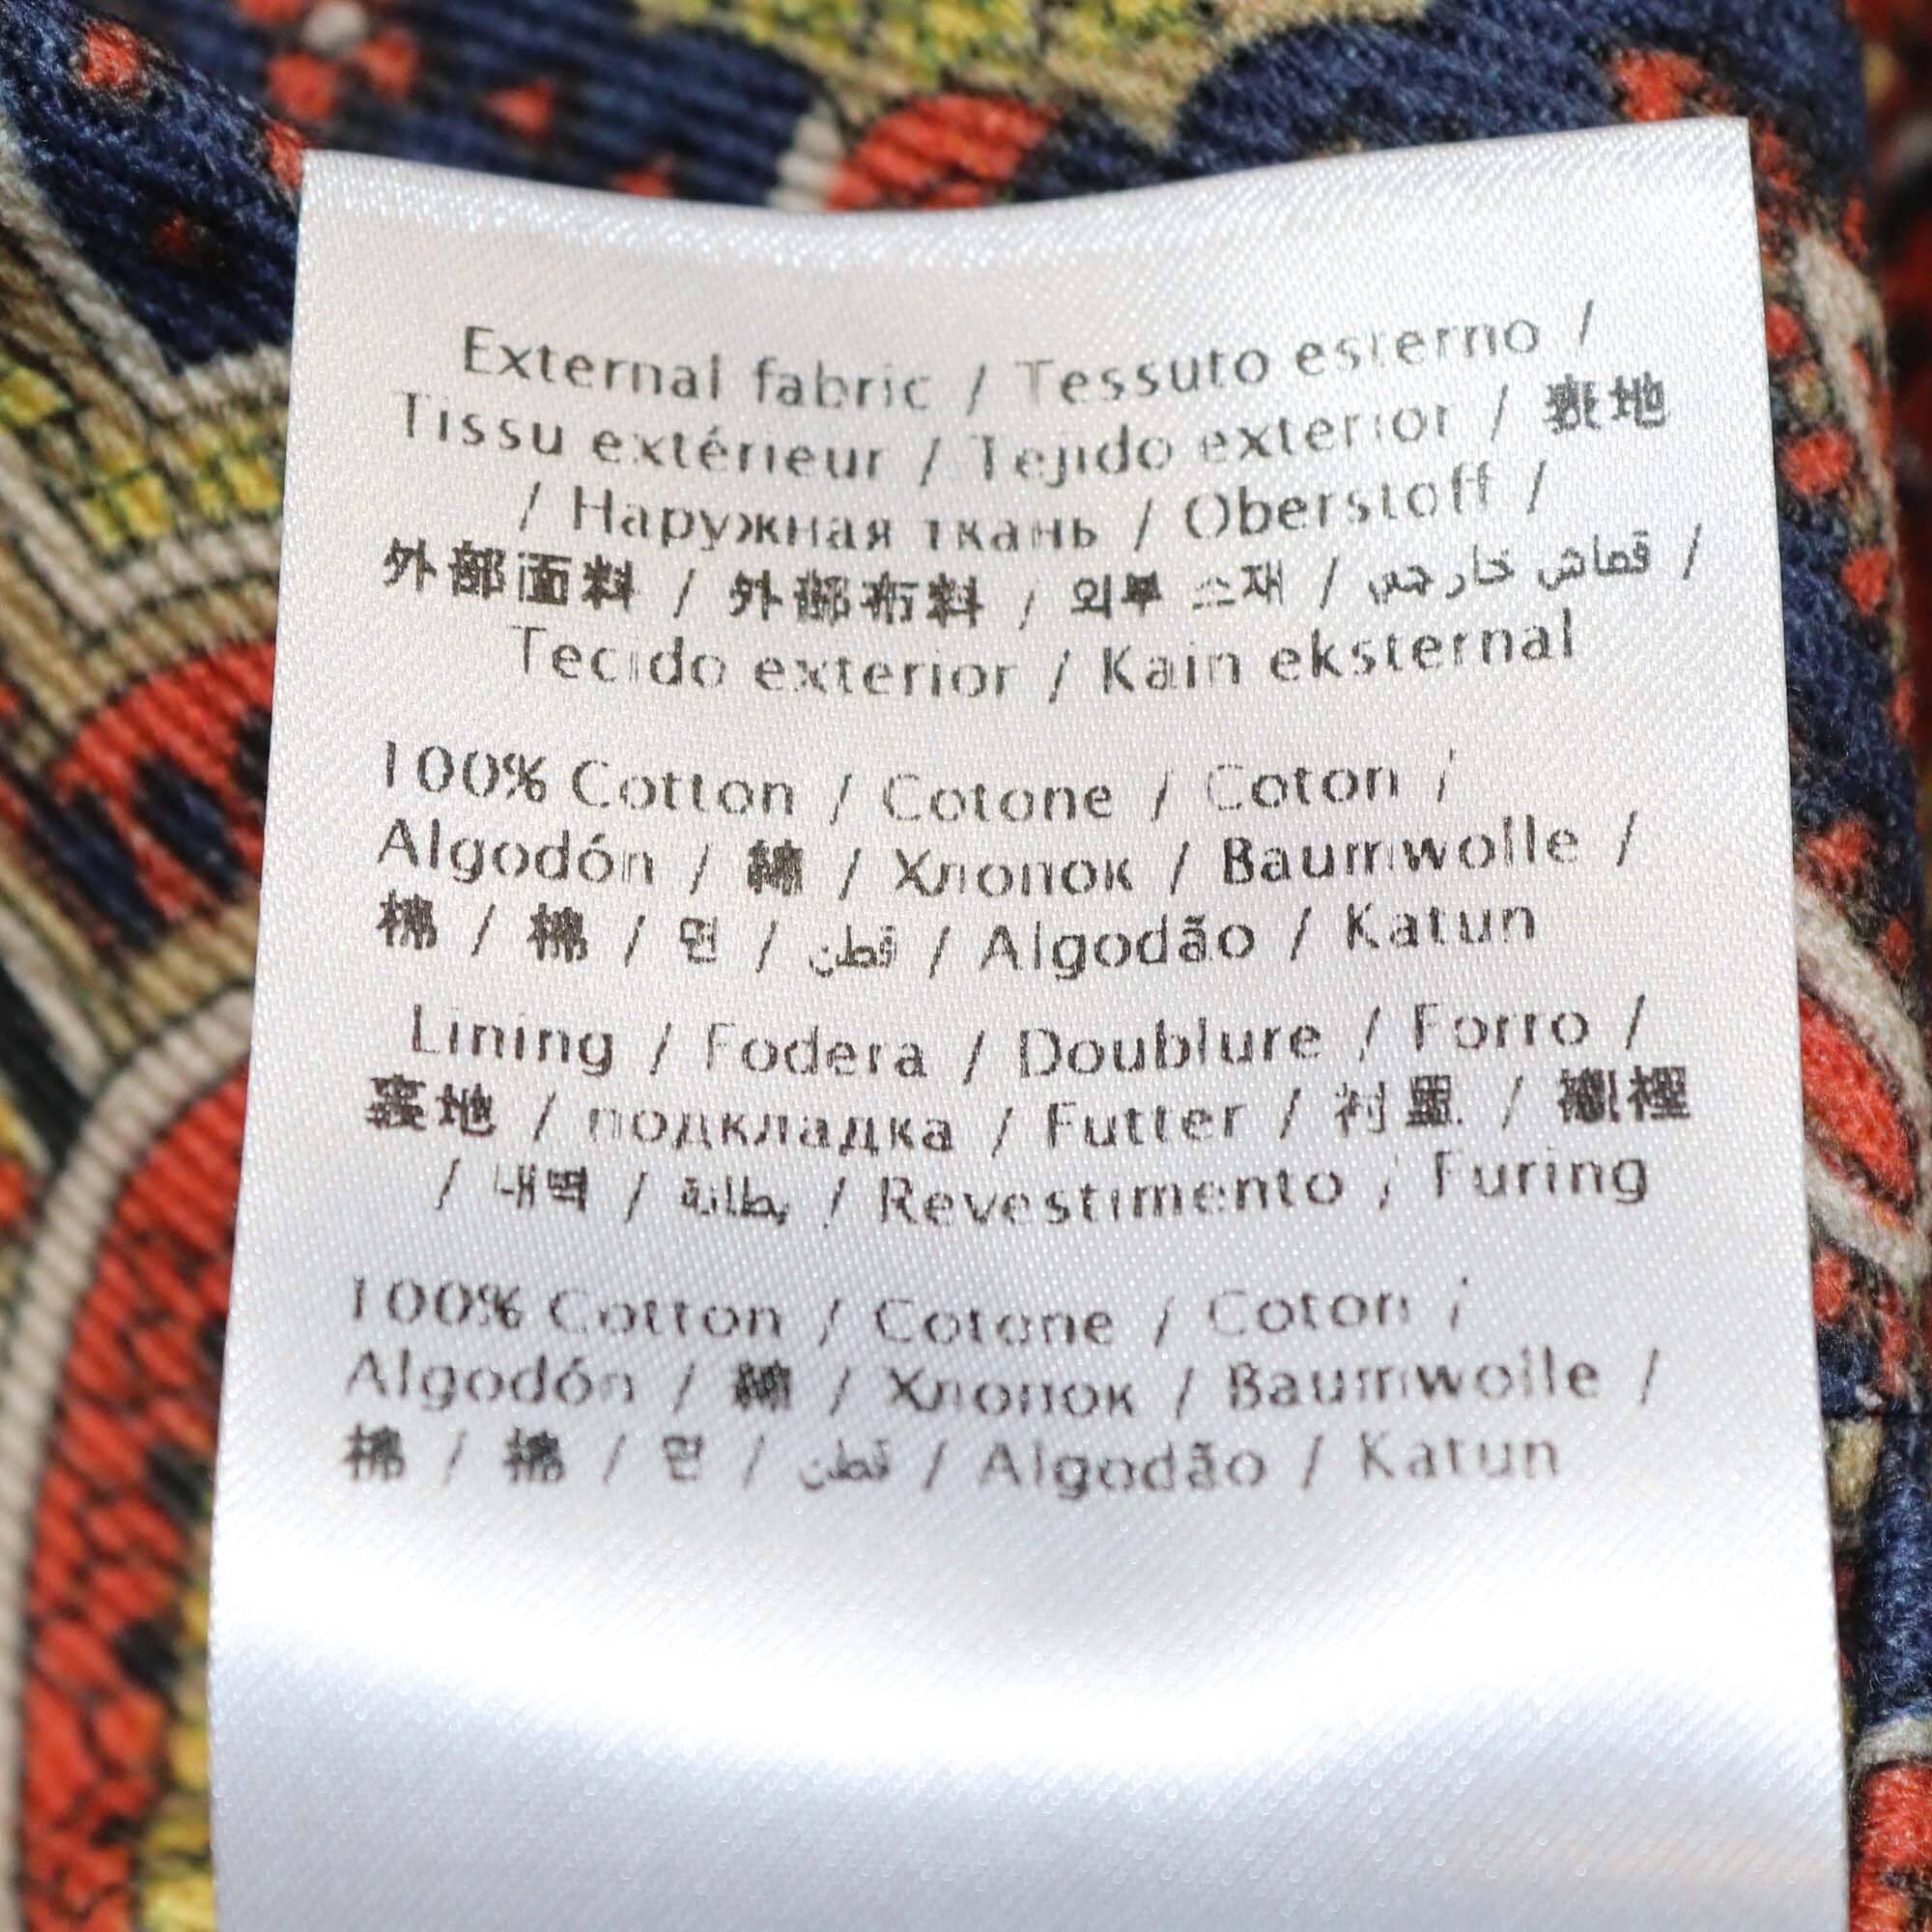 External fabric / Tessuto esterno /
Tissu extérieur / Tejido exterior / 表地
/ Наружная ткань / Oberstoff /
外部面料 / 外部布料 / 외부 소재 / قماش خارجي /
Tecido exterior / Kain eksternal
100% Cotton / Cotone / Coton /
Algodón / 綿 / Хлопок / Baumwolle /
棉 / 棉 / 면 / قطن / Algodão / Katun
Lining / Fodera / Doublure / Forro /
裏地 / подкладка / Futter / 衬里 / 襯裡
/ 내벽 / بطانة / Revestimento / Furing
100% Cotton / Cotone / Coton /
Algodón / 綿 / Хлопок / Baumwolle /
棉 / 棉 / 면 / قطن / Algodão / Katun